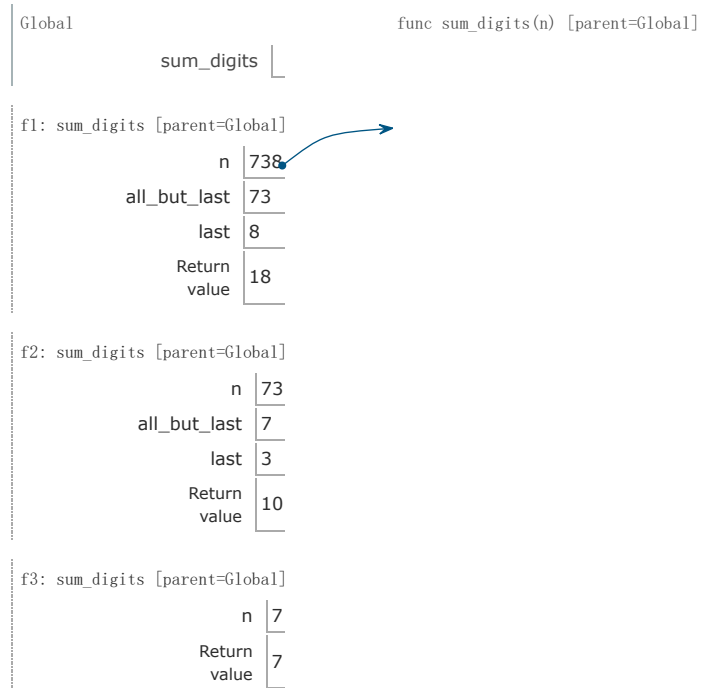 Global
func sum_digits(n) [parent=Global]
sum_digits
f1: sum_digits [parent=Global]
n 738
all_but_last 73
last 8
Return
value 18
f2: sum_digits [parent=Global]
n 73
all_but_last 7
last 3
Return
value 10
f3: sum_digits [parent=Global]
n 7
Return
value 7